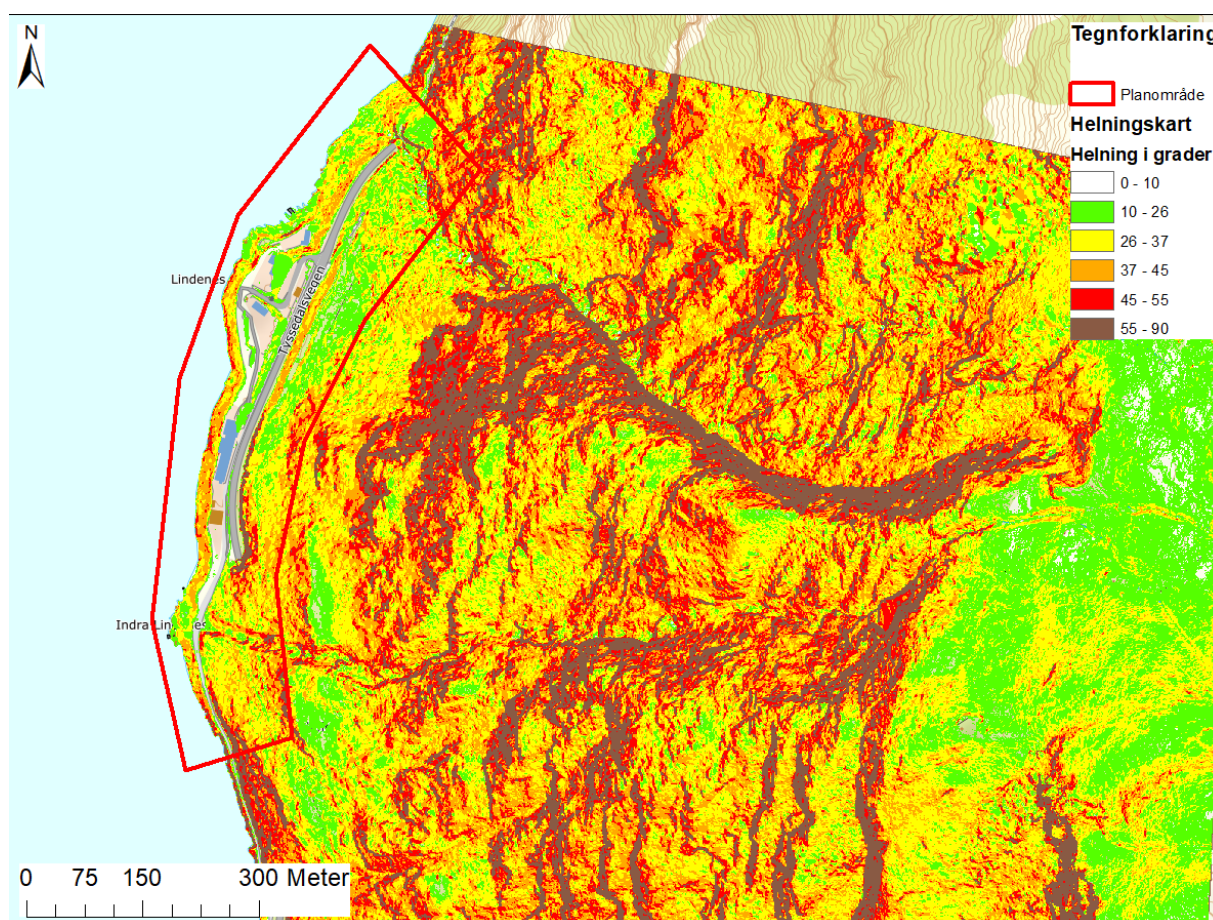 N
Tegnforklaring
Planområde
Helningskart
Helning i grader
0 - 10
10 - 26
26 - 37
37 - 45
45 - 55
55 - 90
Lindenes
Tyssedalsvegen
Indra Lindenes
0 75 150 300 Meter